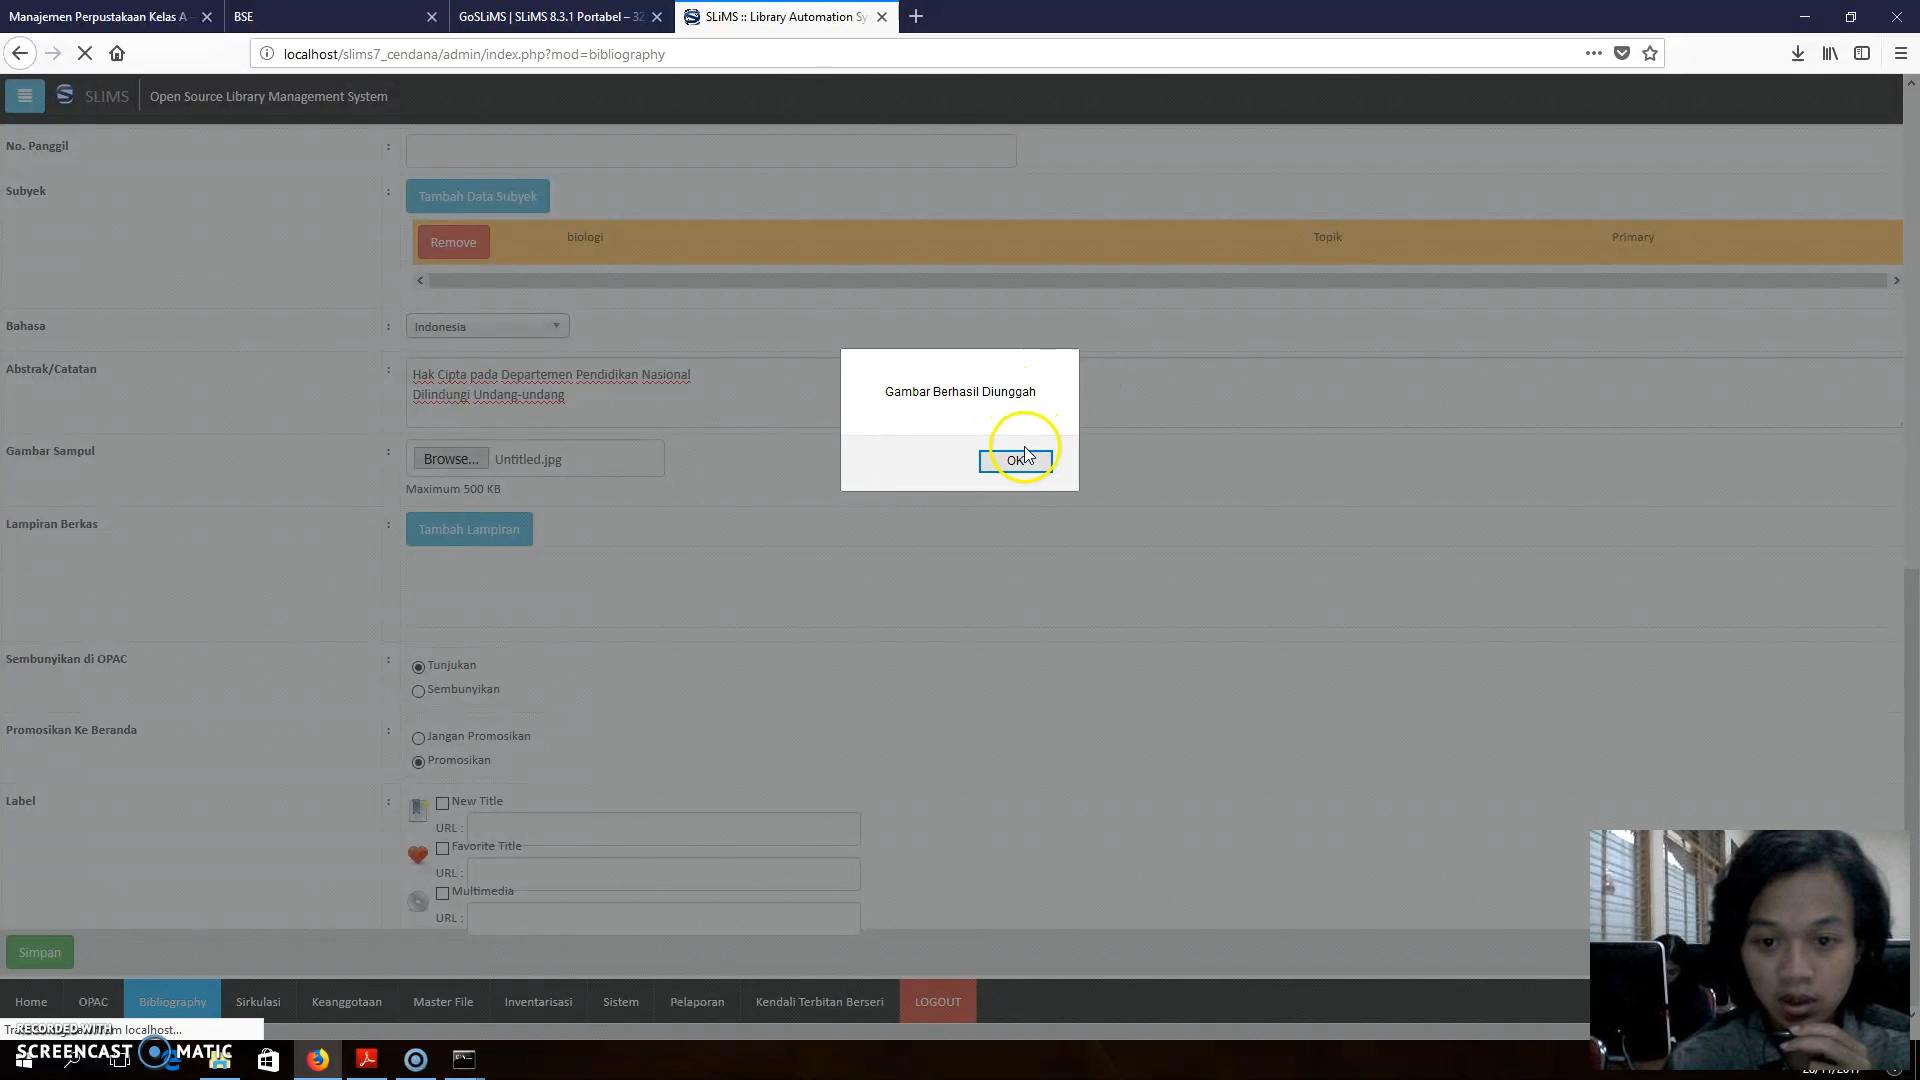 Manajemen Perpustakaan Kelas A —
BSE
GoSLiMS | SLiMS 8.3.1 Portabel – 32
SLiMS :: Library Automation Sy
localhost/slims7_cendana/admin/index.php?mod=bibliography
SLiMS
Open Source Library Management System
No. Panggil :
Subyek :
Tambah Data Subyek
Remove biologi Topik Primary
Bahasa :
Indonesia
Abstrak/Catatan :
Hak Cipta pada Departemen Pendidikan Nasional
Dilindungi Undang-undang
Gambar Berhasil Diunggah
OK
Gambar Sampul :
Browse... Untitled.jpg
Maximum 500 KB
Lampiran Berkas :
Tambah Lampiran
Sembunyikan di OPAC :
Tunjukan
Sembunyikan
Promosikan Ke Beranda :
Jangan Promosikan
Promosikan
Label :
New Title
URL :
Favorite Title
URL :
Multimedia
URL :
Simpan
Home OPAC Bibliography Sirkulasi Keanggotaan Master File Inventarisasi Sistem Pelaporan Kendali Terbitan Berseri LOGOUT
localhost...
RECORDED WITH
SCREENCAST MATIC